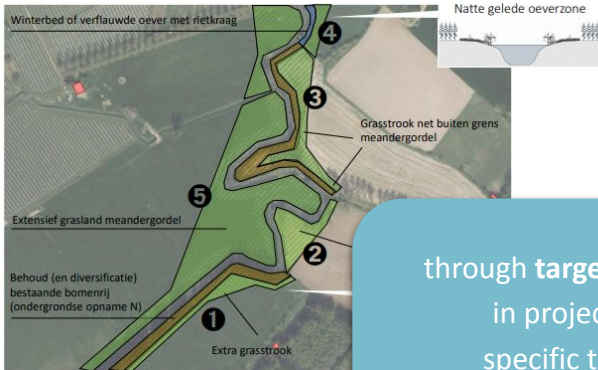 Natte gelede oeverzone
Winterbed of verflauwde oever met rietkraag
4
3
Grasstrook net buiten grens
meandergordel
5
Extensief grasland meandergordel
2
Behoud (en diversificatie)
bestaande bomenrij
(ondergrondse opname N)
1
Extra grasstrook
through targe
in projec
specific t